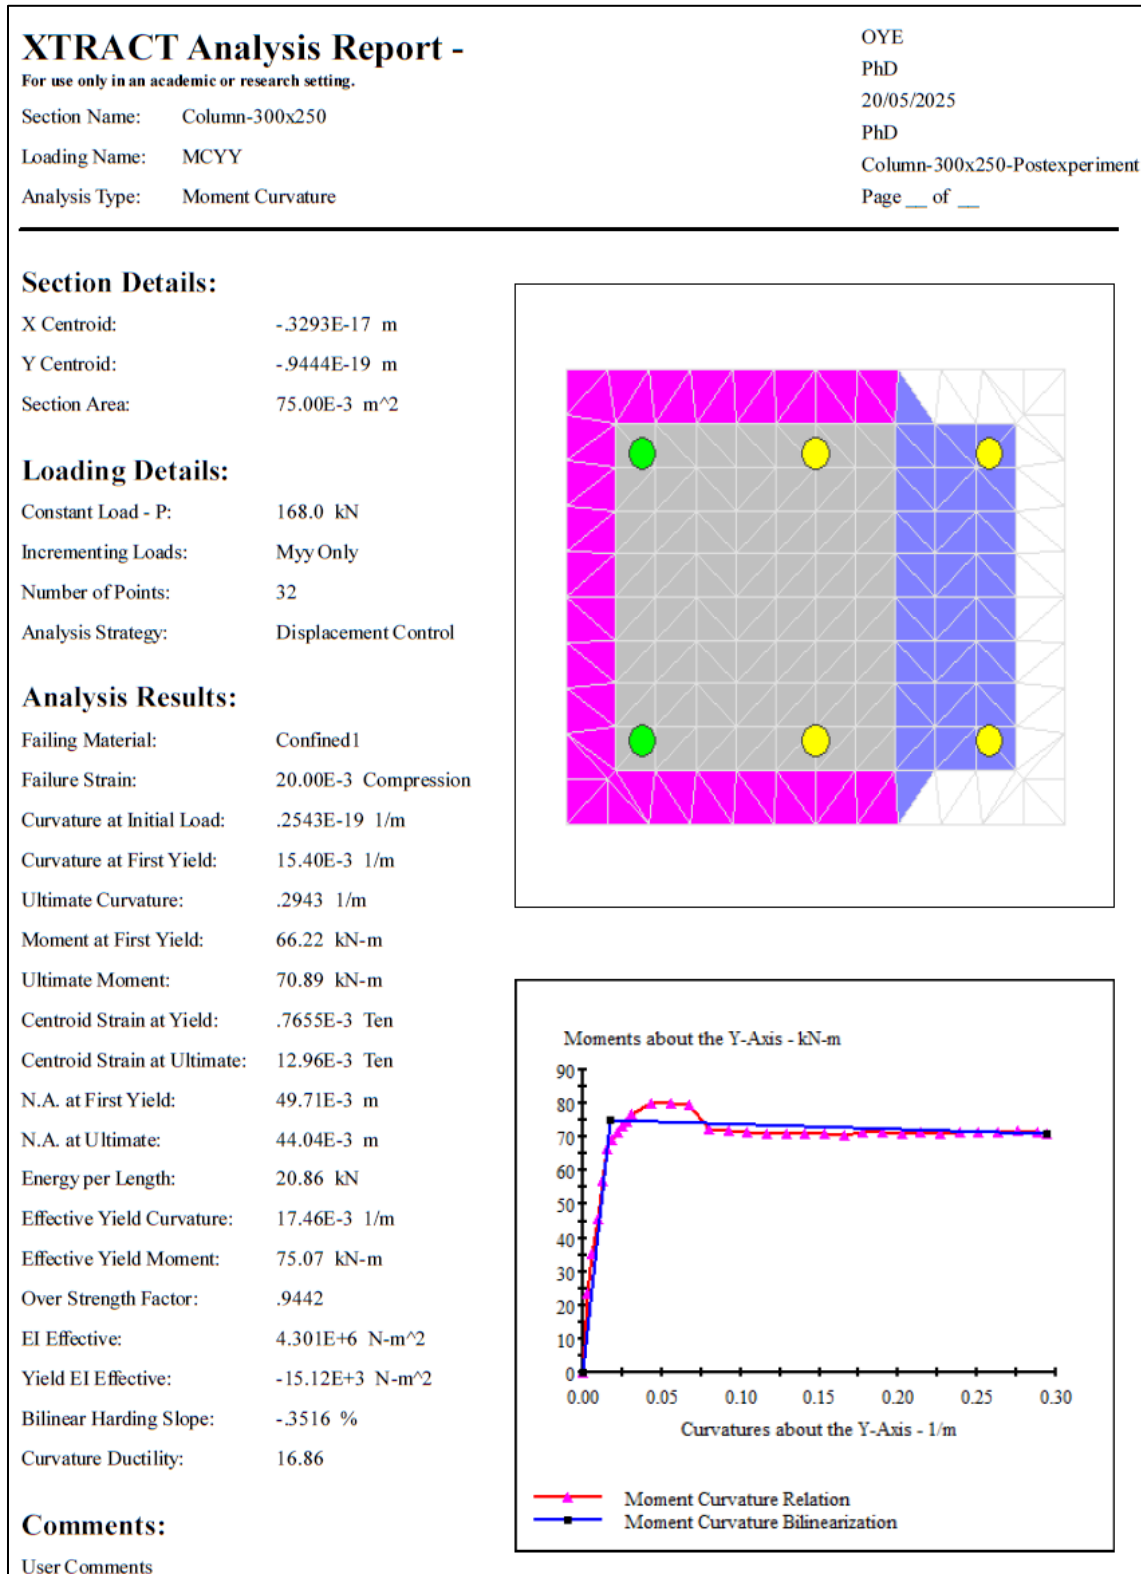 XTRACT Analysis Report -
For use only in an academic or research setting.
Section Name: Column-300x250
Loading Name: MCYY
Analysis Type: Moment Curvature
OYE
PhD
20/05/2025
PhD
Column-300x250-Postexperiment
Page __ of __
Section Details:
X Centroid: -.3293E-17 m
Y Centroid: -.9444E-19 m
Section Area: 75.00E-3 m^2
Loading Details:
Constant Load - P: 168.0 kN
Incrementing Loads: Myy Only
Number of Points: 32
Analysis Strategy: Displacement Control
Analysis Results:
Failing Material: Confined1
Failure Strain: 20.00E-3 Compression
Curvature at Initial Load: .2543E-19 1/m
Curvature at First Yield: 15.40E-3 1/m
Ultimate Curvature: .2943 1/m
Moment at First Yield: 66.22 kN-m
Ultimate Moment: 70.89 kN-m
Centroid Strain at Yield: .7655E-3 Ten
Centroid Strain at Ultimate: 12.96E-3 Ten
N.A. at First Yield: 49.71E-3 m
N.A. at Ultimate: 44.04E-3 m
Energy per Length: 20.86 kN
Effective Yield Curvature: 17.46E-3 1/m
Effective Yield Moment: 75.07 kN-m
Over Strength Factor: .9442
EI Effective: 4.301E+6 N-m^2
Yield EI Effective: -15.12E+3 N-m^2
Bilinear Harding Slope: -.3516 %
Curvature Ductility: 16.86
Comments:
User Comments
Moments about the Y-Axis - kN-m
90
80
70
60
50
40
30
20
10
0
0.00 0.05 0.10 0.15 0.20 0.25 0.30
Curvatures about the Y-Axis - 1/m
Moment Curvature Relation
Moment Curvature Bilinearization